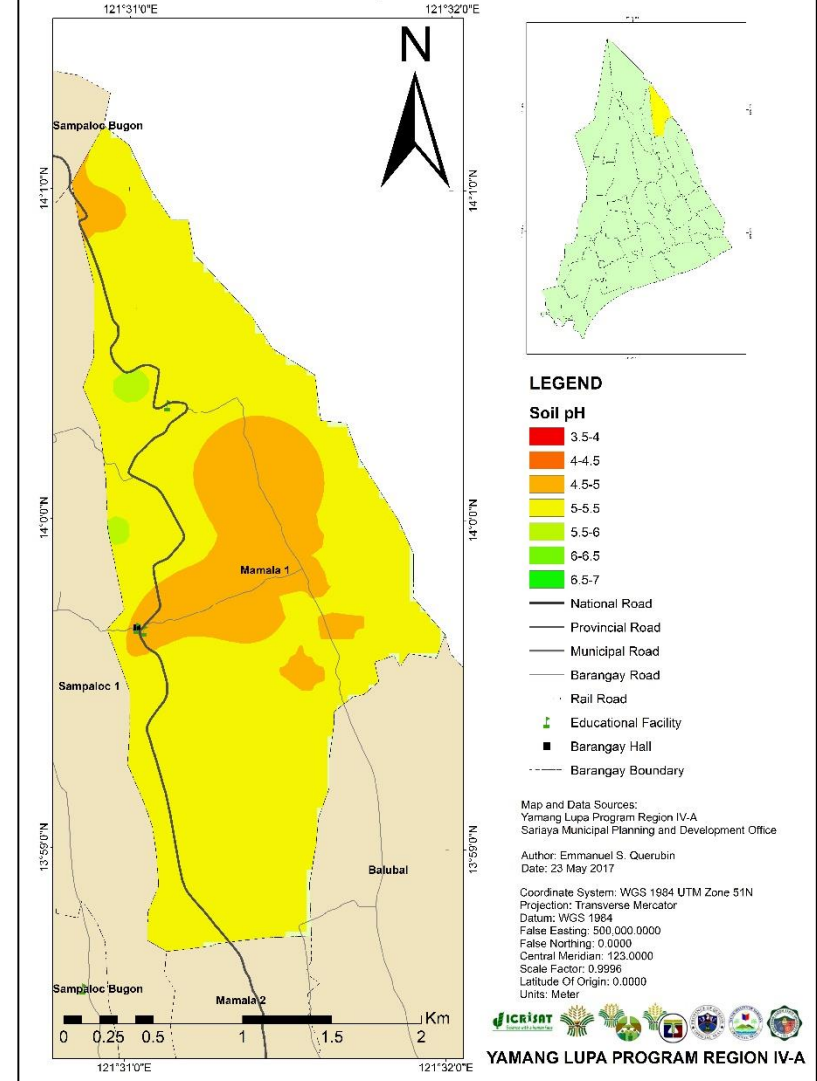 121°31'0"E
121°32'0"E
N
Sampaloc Bugon
14°1'0"N
14°1'0"N
14°0'0"N
14°0'0"N
Mamala 1
Sampaloc 1
13°59'0"N
13°59'0"N
Balubal
Sampaloc Bugon
Mamala 2
Km
0 0.25 0.5 1 1.5 2
121°31'0"E
121°32'0"E
LEGEND
Soil pH
3.5-4
4-4.5
4.5-5
5-5.5
5.5-6
6-6.5
6.5-7
National Road
Provincial Road
Municipal Road
Barangay Road
Rail Road
Educational Facility
Barangay Hall
Barangay Boundary
Map and Data Sources:
Yamang Lupa Program Region IV-A
Sariaya Municipal Planning and Development Office
Author: Emmanuel S. Querubin
Date: 23 May 2017
Coordinate System: WGS 1984 UTM Zone 51N
Projection: Transverse Mercator
Datum: WGS 1984
False Easting: 500,000.0000
False Northing: 0.0000
Central Meridian: 123.0000
Scale Factor: 0.9996
Latitude Of Origin: 0.0000
Units: Meter
ICRISAT
YAMANG LUPA PROGRAM REGION IV-A